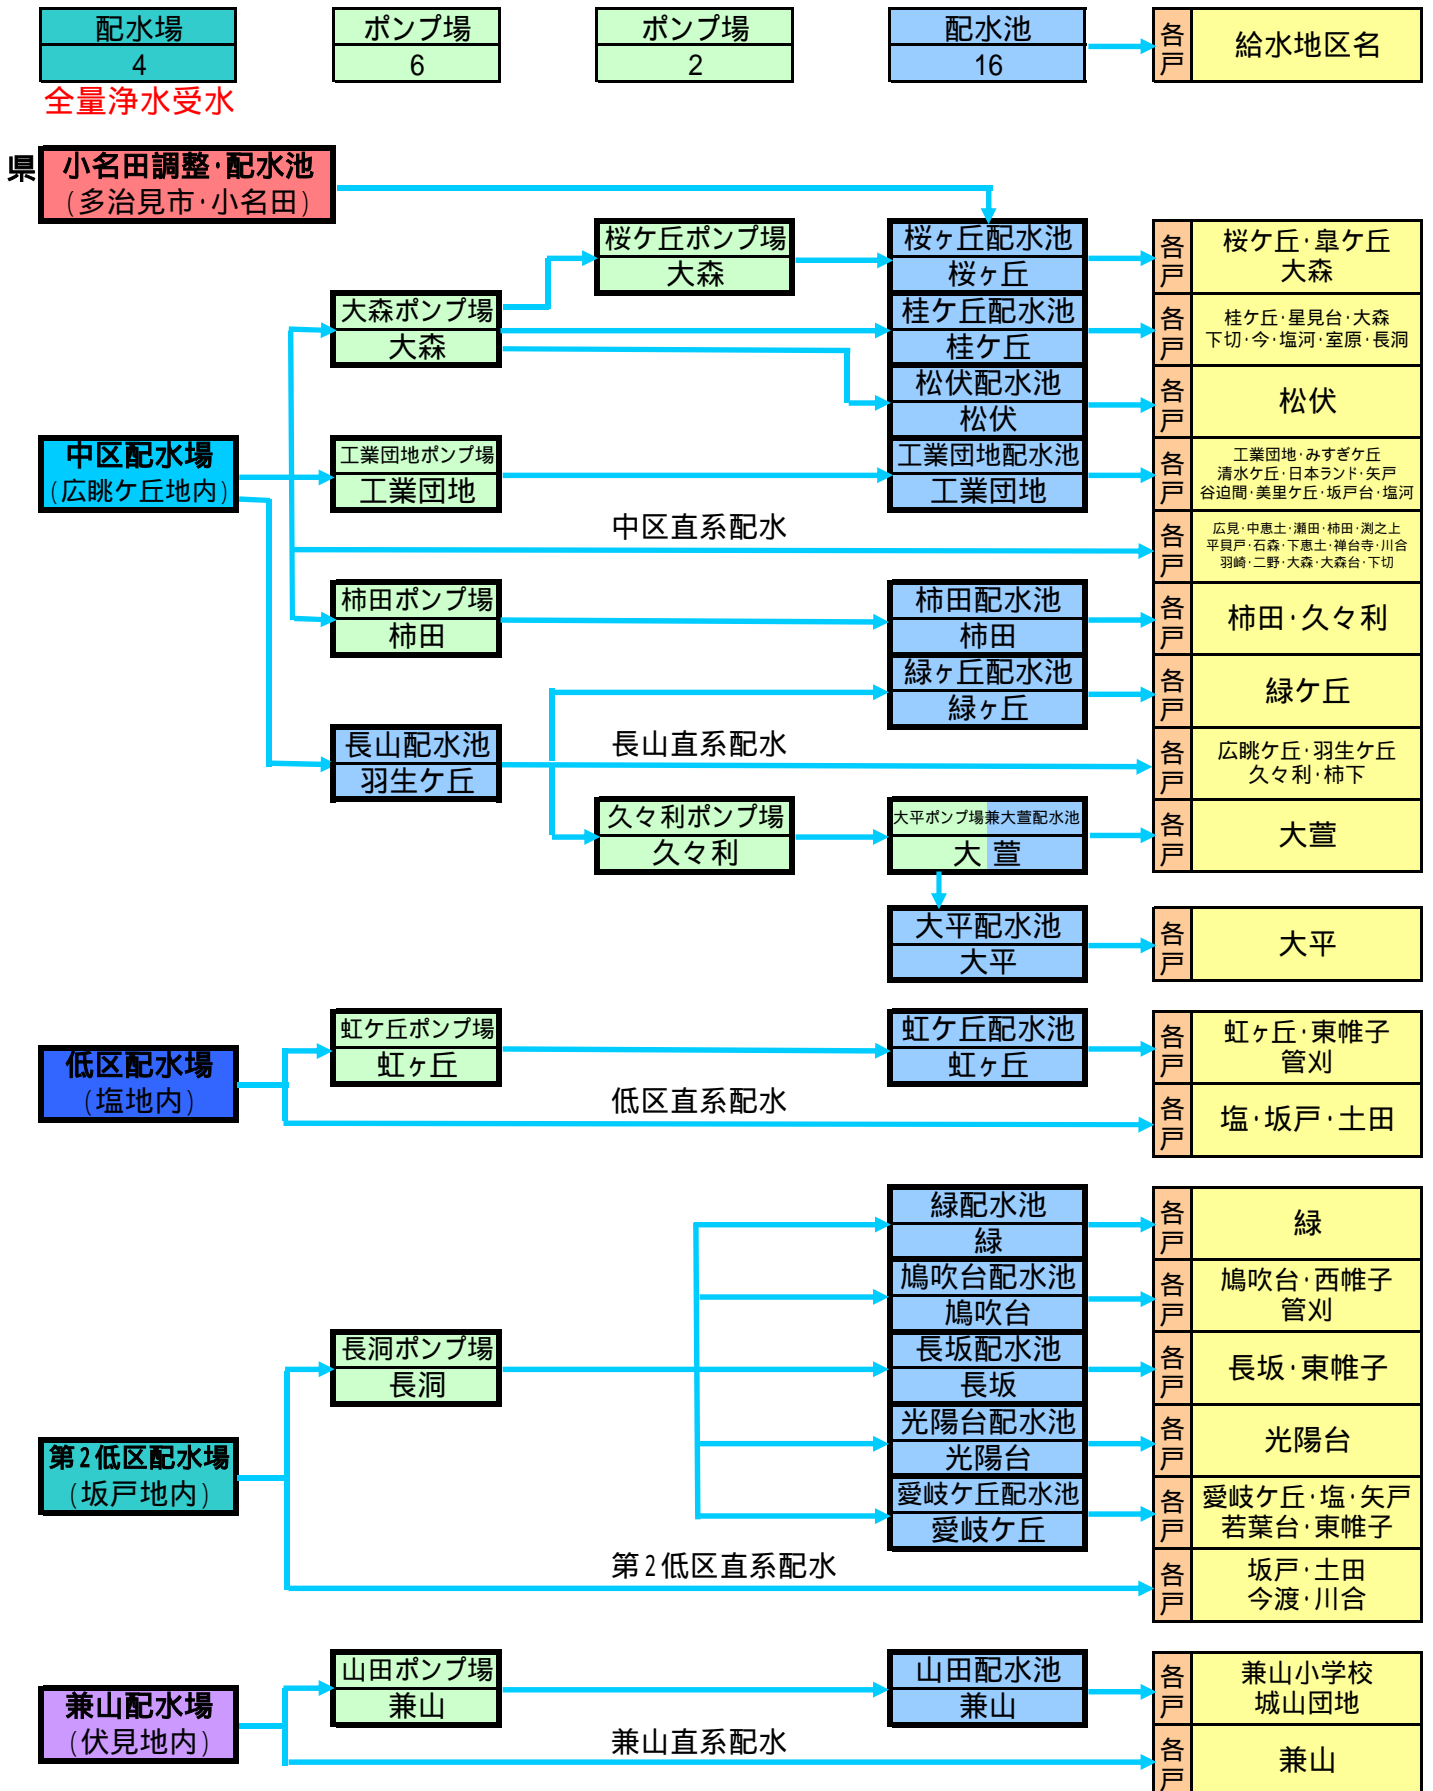 配水場
4
全量浄水受水
ポンプ場
6
ポンプ場
2
配水池
16
各戸
給水地区名
県
小名田調整・配水池
(多治見市・小名田)
桜ケ丘ポンプ場
大森
桜ヶ丘配水池
桜ヶ丘
各戸
桜ケ丘・皐ケ丘
大森
大森ポンプ場
大森
桂ケ丘配水池
桂ケ丘
各戸
桂ケ丘・星見台・大森
下切・今・塩河・室原・長洞
松伏配水池
松伏
各戸
松伏
中区配水場
(広眺ケ丘地内)
工業団地ポンプ場
工業団地
工業団地配水池
工業団地
各戸
工業団地・みすぎケ丘
清水ケ丘・日本ランド・矢戸
谷迫間・美里ケ丘・坂戸台・塩河
中区直系配水
各戸
広見・中恵土・瀬田・柿田・渕之上
平貝戸・石森・下恵土・禅台寺・川合
羽崎・二野・大森・大森台・下切
柿田ポンプ場
柿田
柿田配水池
柿田
各戸
柿田・久々利
緑ヶ丘配水池
緑ヶ丘
各戸
緑ケ丘
長山配水池
羽生ケ丘
長山直系配水
各戸
広眺ケ丘・羽生ケ丘
久々利・柿下
久々利ポンプ場
久々利
大平ポンプ場兼大萱配水池
大 萱
各戸
大萱
大平配水池
大平
各戸
大平
低区配水場
(塩地内)
虹ケ丘ポンプ場
虹ヶ丘
虹ケ丘配水池
虹ヶ丘
各戸
虹ヶ丘・東帷子
管刈
低区直系配水
各戸
塩・坂戸・土田
緑配水池
緑
各戸
緑
鳩吹台配水池
鳩吹台
各戸
鳩吹台・西帷子
管刈
長洞ポンプ場
長洞
長坂配水池
長坂
各戸
長坂・東帷子
光陽台配水池
光陽台
各戸
光陽台
第2低区配水場
(坂戸地内)
愛岐ケ丘配水池
愛岐ケ丘
各戸
愛岐ケ丘・塩・矢戸
若葉台・東帷子
第2低区直系配水
各戸
坂戸・土田
今渡・川合
兼山配水場
(伏見地内)
山田ポンプ場
兼山
山田配水池
兼山
各戸
兼山小学校
城山団地
兼山直系配水
各戸
兼山